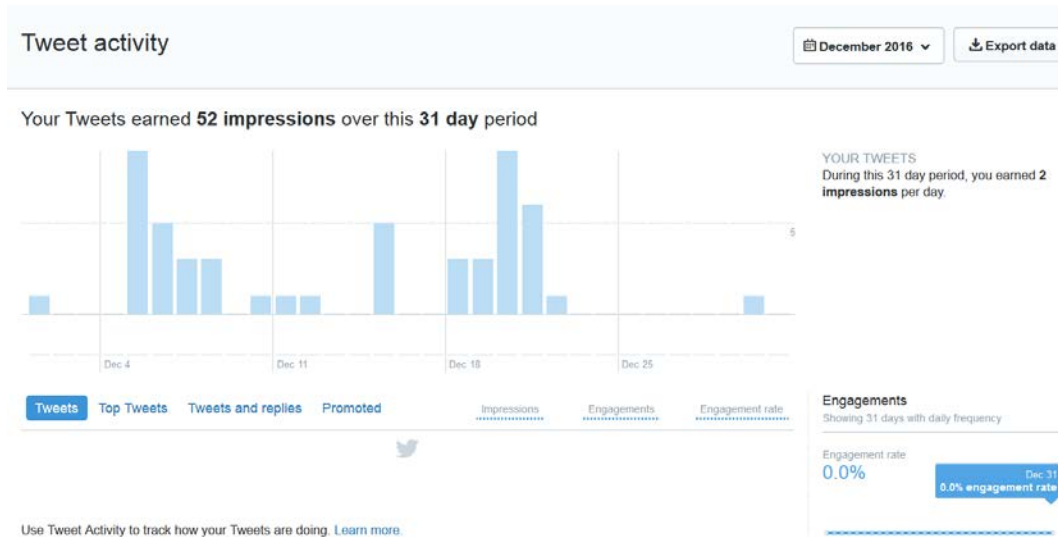 Tweet activity
December 2016
Export data
Your Tweets earned 52 impressions over this 31 day period
YOUR TWEETS
During this 31 day period, you earned 2
impressions per day.
5
Dec 4
Dec 11
Dec 18
Dec 25
Tweets
Top Tweets
Tweets and replies
Promoted
Impressions
Engagements
Engagement rate
Engagements
Showing 31 days with daily frequency
Engagement rate
0.0%
Dec 31
0.0% engagement rate
Use Tweet Activity to track how your Tweets are doing. Learn more.